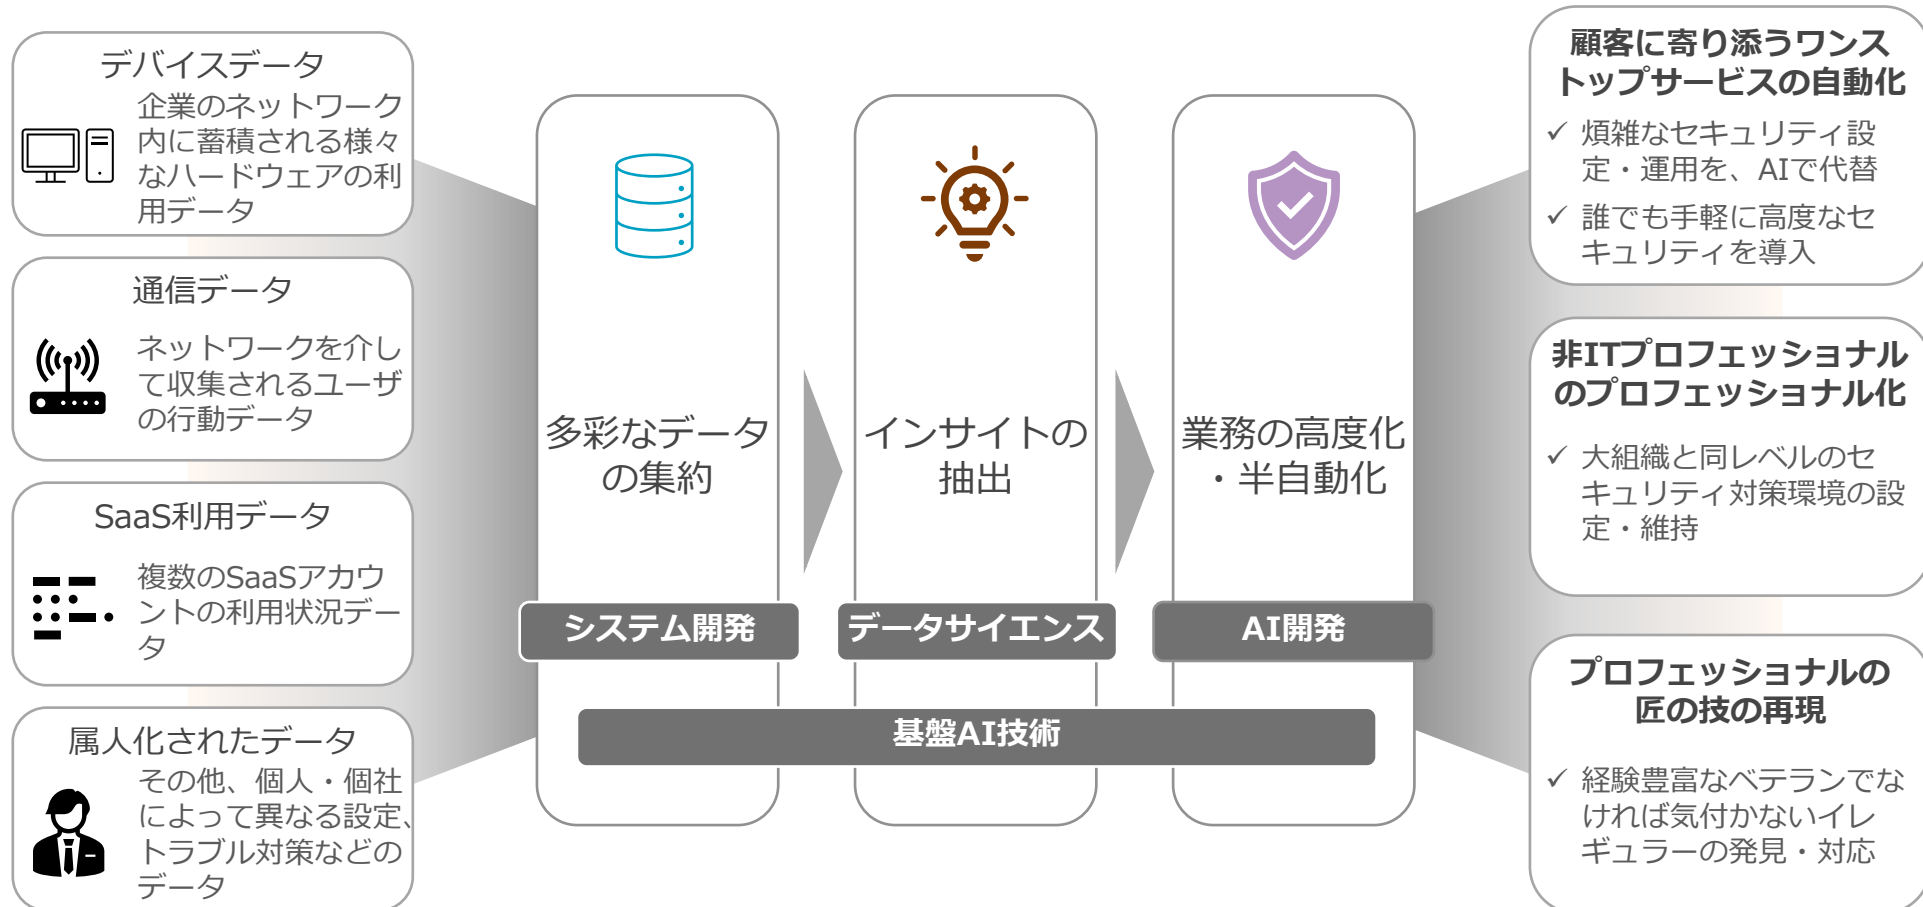 デバイスデータ
企業のネットワーク
内に蓄積される様々
なハードウェアの利
用データ
通信データ
ネットワークを介し
て収集されるユーザ
の行動データ
SaaS利用データ
複数のSaaSアカウ
ントの利用状況デー
タ
属人化されたデータ
その他、個人・個社
によって異なる設定、
トラブル対策などの
データ
多彩なデータ
の集約
システム開発
インサイトの
抽出
データサイエンス
業務の高度化
・半自動化
AI開発
基盤AI技術
顧客に寄り添うワンス
トップサービスの自動化
✓ 煩雑なセキュリティ設
定・運用を、AIで代替
✓ 誰でも手軽に高度なセ
キュリティを導入
非ITプロフェッショナル
のプロフェッショナル化
✓ 大組織と同レベルのセ
キュリティ対策環境の設
定・維持
プロフェッショナルの
匠の技の再現
✓ 経験豊富なベテランでな
ければ気付かないイレ
ギュラーの発見・対応